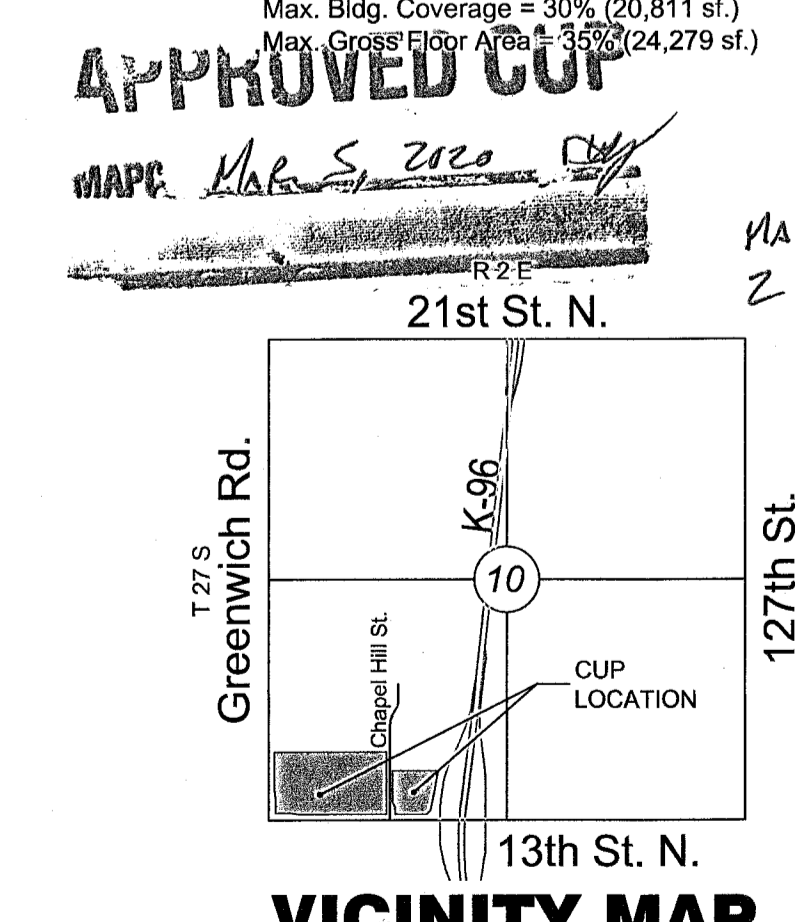 Max. Bldg. Coverage = 30% (20,811 sf.)
Max. Gross Floor Area = 35% (24,279 sf.)
APPROVED CUP
MAPC MAR 5, 2020
MA
2
R 2 E
21st St. N.
T 27 S
Greenwich Rd.
K-96
127th St.
10
Chapel Hill St.
CUP
LOCATION
13th St. N.
VICINITY MAP